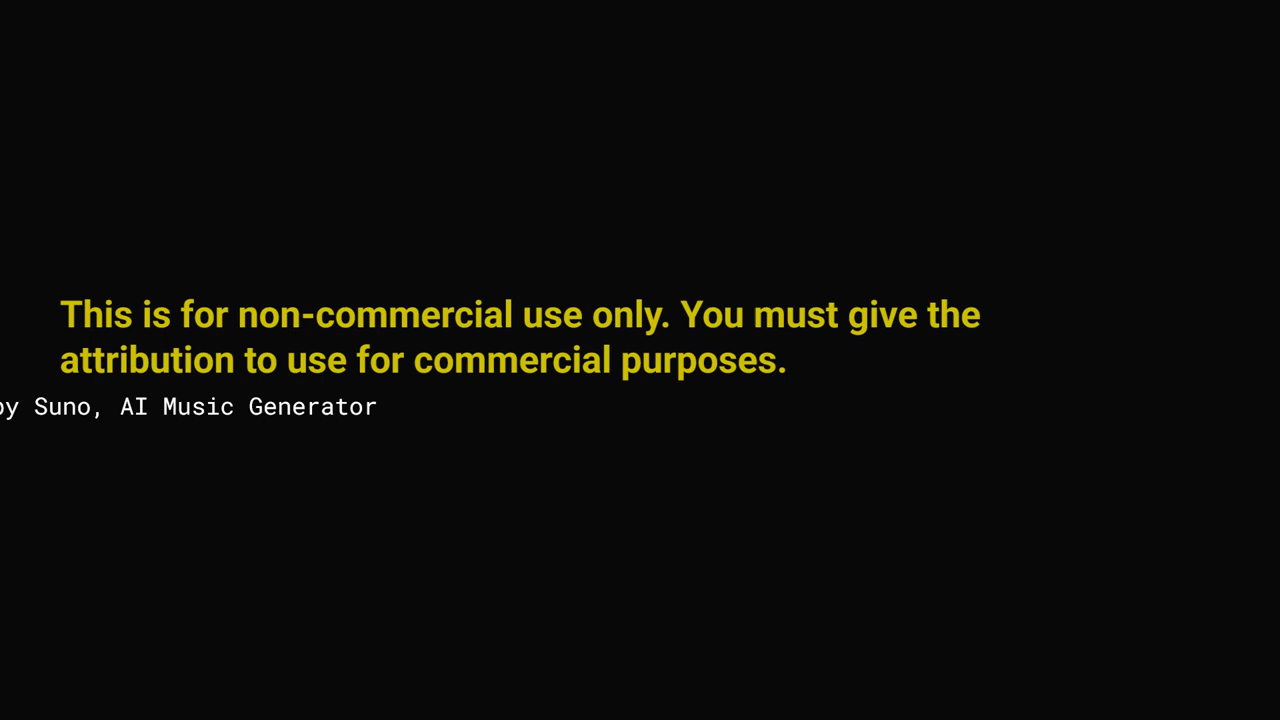 This is for non-commercial use only. You must give the
attribution to use for commercial purposes.
by Suno, AI Music Generator